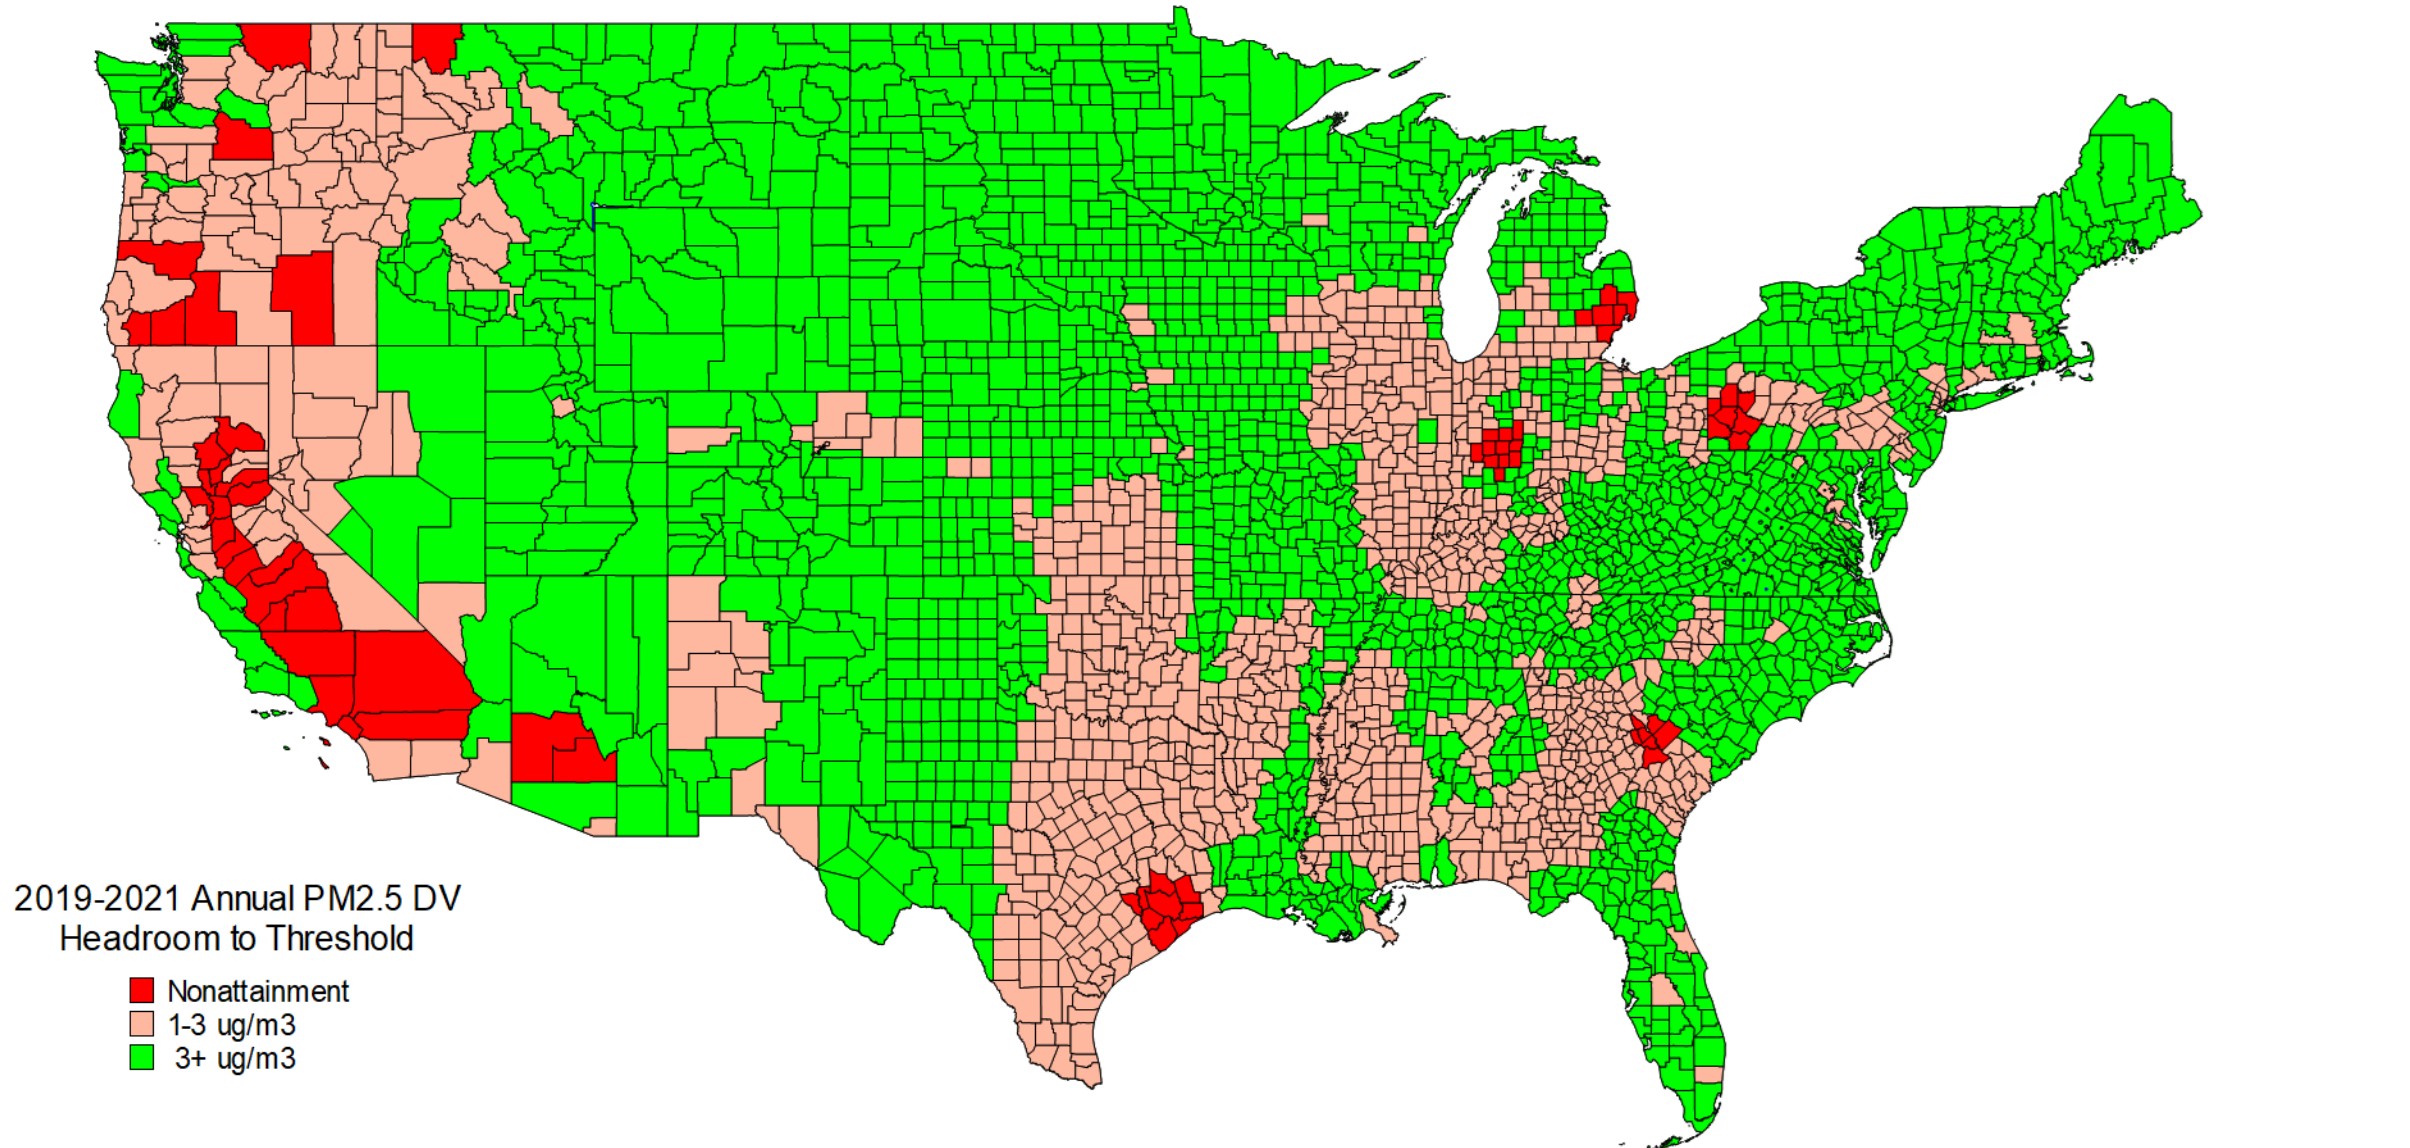 2019-2021 Annual PM2.5 DV
Headroom to Threshold
Nonattainment
1-3 ug/m3
3+ ug/m3